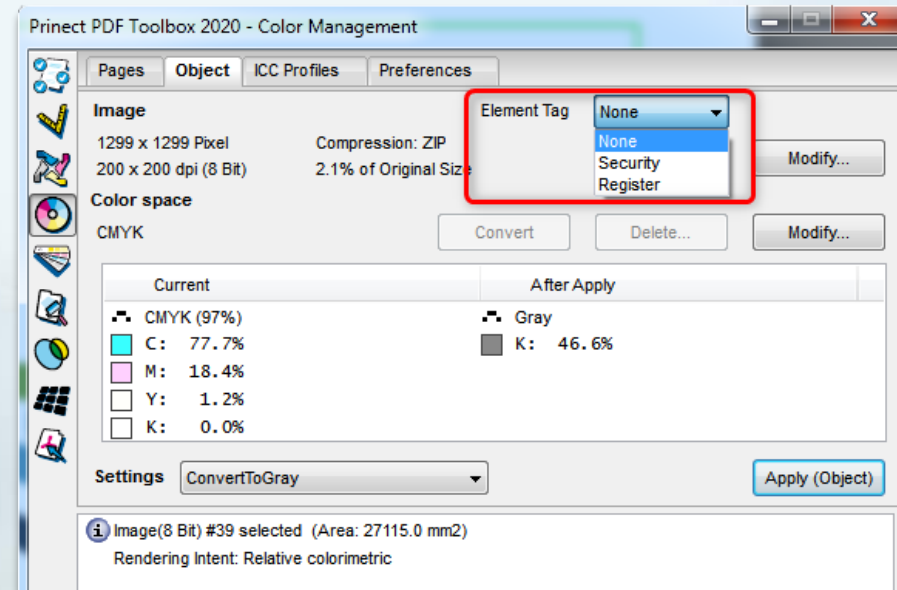 Prinect PDF Toolbox 2020 - Color Management
Pages Object ICC Profiles Preferences
Image Element Tag None
1299 x 1299 Pixel Compression: ZIP None
200 x 200 dpi (8 Bit) 2.1% of Original Size Security Modify...
Register
Color space
CMYK Convert Delete... Modify...
Current After Apply
CMYK (97%) Gray
C: 77.7% K: 46.6%
M: 18.4%
Y: 1.2%
K: 0.0%
Settings ConvertToGray Apply (Object)
Image(8 Bit) #39 selected (Area: 27115.0 mm2)
Rendering Intent: Relative colorimetric